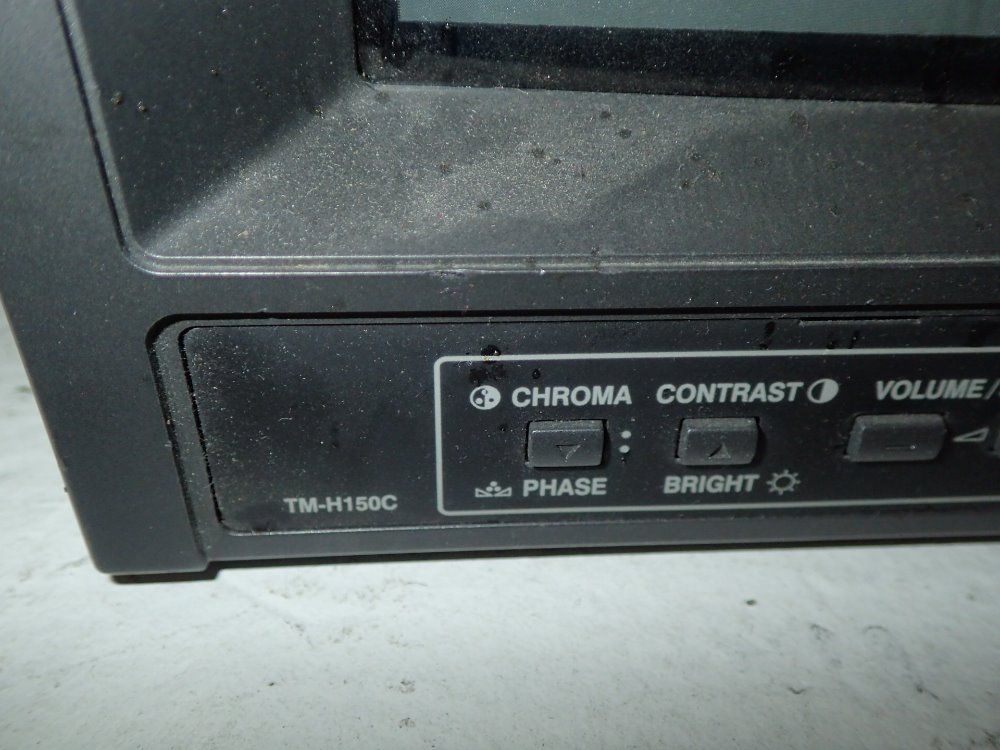 CHROMA CONTRAST VOLUME/
PHASE BRIGHT
TM-H150C